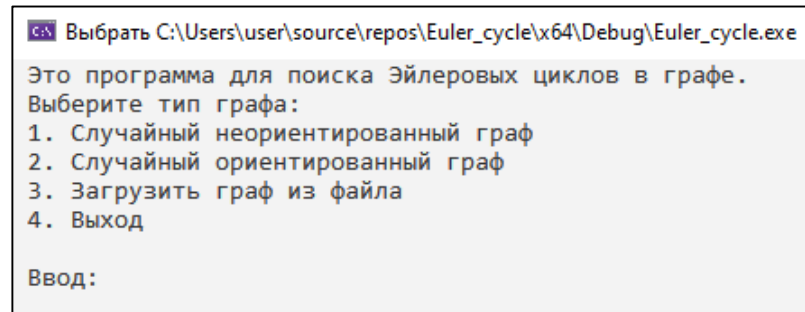 C:\ Выбрать C:\Users\user\source\repos\Euler_cycle\x64\Debug\Euler_cycle.exe
Это программа для поиска Эйлеровых циклов в графе.
Выберите тип графа:
1. Случайный неориентированный граф
2. Случайный ориентированный граф
3. Загрузить граф из файла
4. Выход
Ввод: